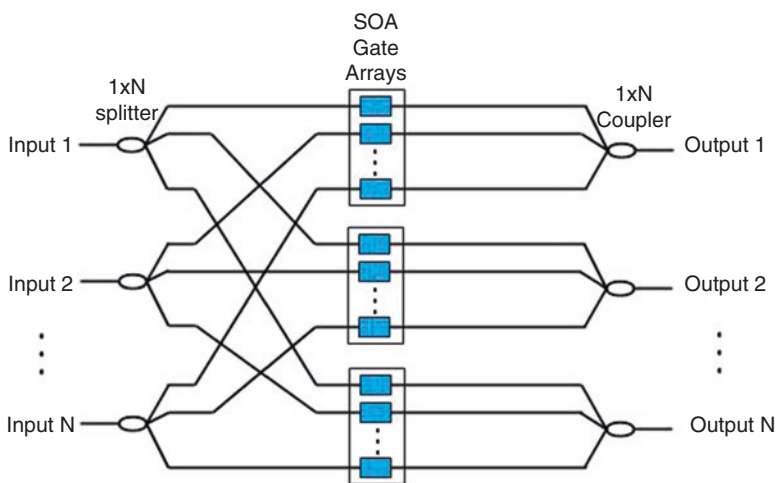 SOA
Gate
Arrays
1xN
splitter
1xN
Coupler
Input 1
Output 1
Input 2
Output 2
Input N
Output N